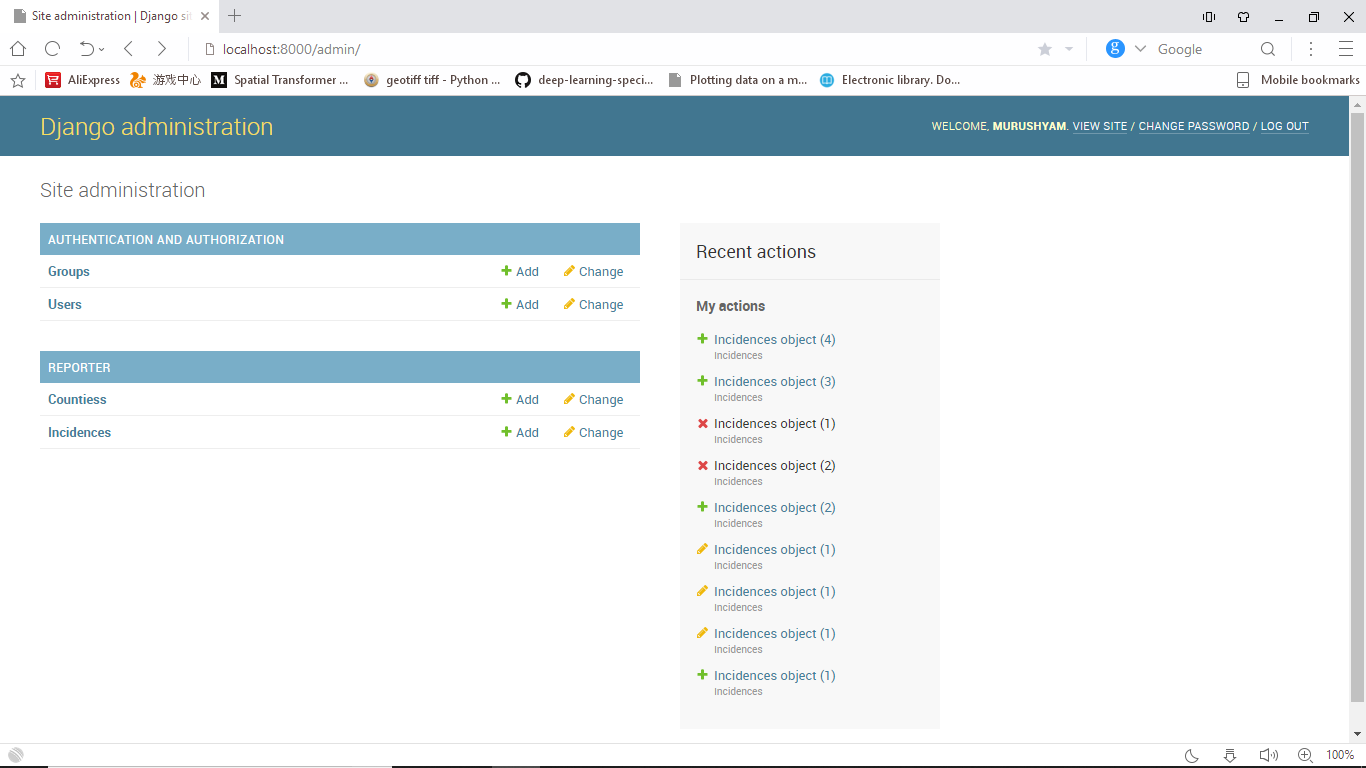 Site administration | Django si
localhost:8000/admin/
Google
AliExpress 游戏中心 Spatial Transformer ... geotiff tiff - Python ... deep-learning-speci... Plotting data on a m... Electronic library. Do... Mobile bookmarks
Django administration
WELCOME, MURUSHYAM. VIEW SITE / CHANGE PASSWORD / LOG OUT
Site administration
AUTHENTICATION AND AUTHORIZATION
Groups Add Change
Users Add Change
REPORTER
Countiess Add Change
Incidences Add Change
Recent actions
My actions
Incidences object (4)
Incidences
Incidences object (3)
Incidences
Incidences object (1)
Incidences
Incidences object (2)
Incidences
Incidences object (2)
Incidences
Incidences object (1)
Incidences
Incidences object (1)
Incidences
Incidences object (1)
Incidences
Incidences object (1)
Incidences
100%